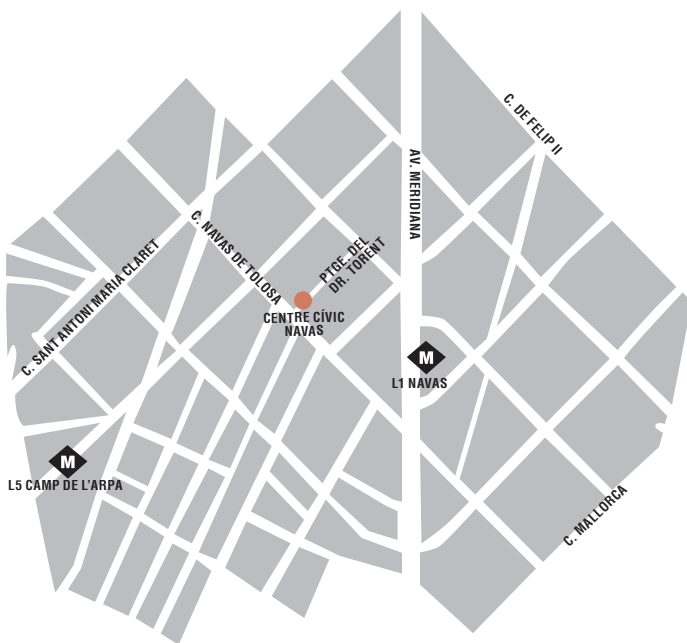 C. DE FELIP II
AV. MERIDIANA
C. NAVAS DE TOLOSA
PTGE. DEL
DR. TORENT
C. SANT ANTONI MARIA CLARET
CENTRE CÍVIC
NAVAS
M
L1 NAVAS
M
L5 CAMP DE L'ARPA
C. MALLORCA